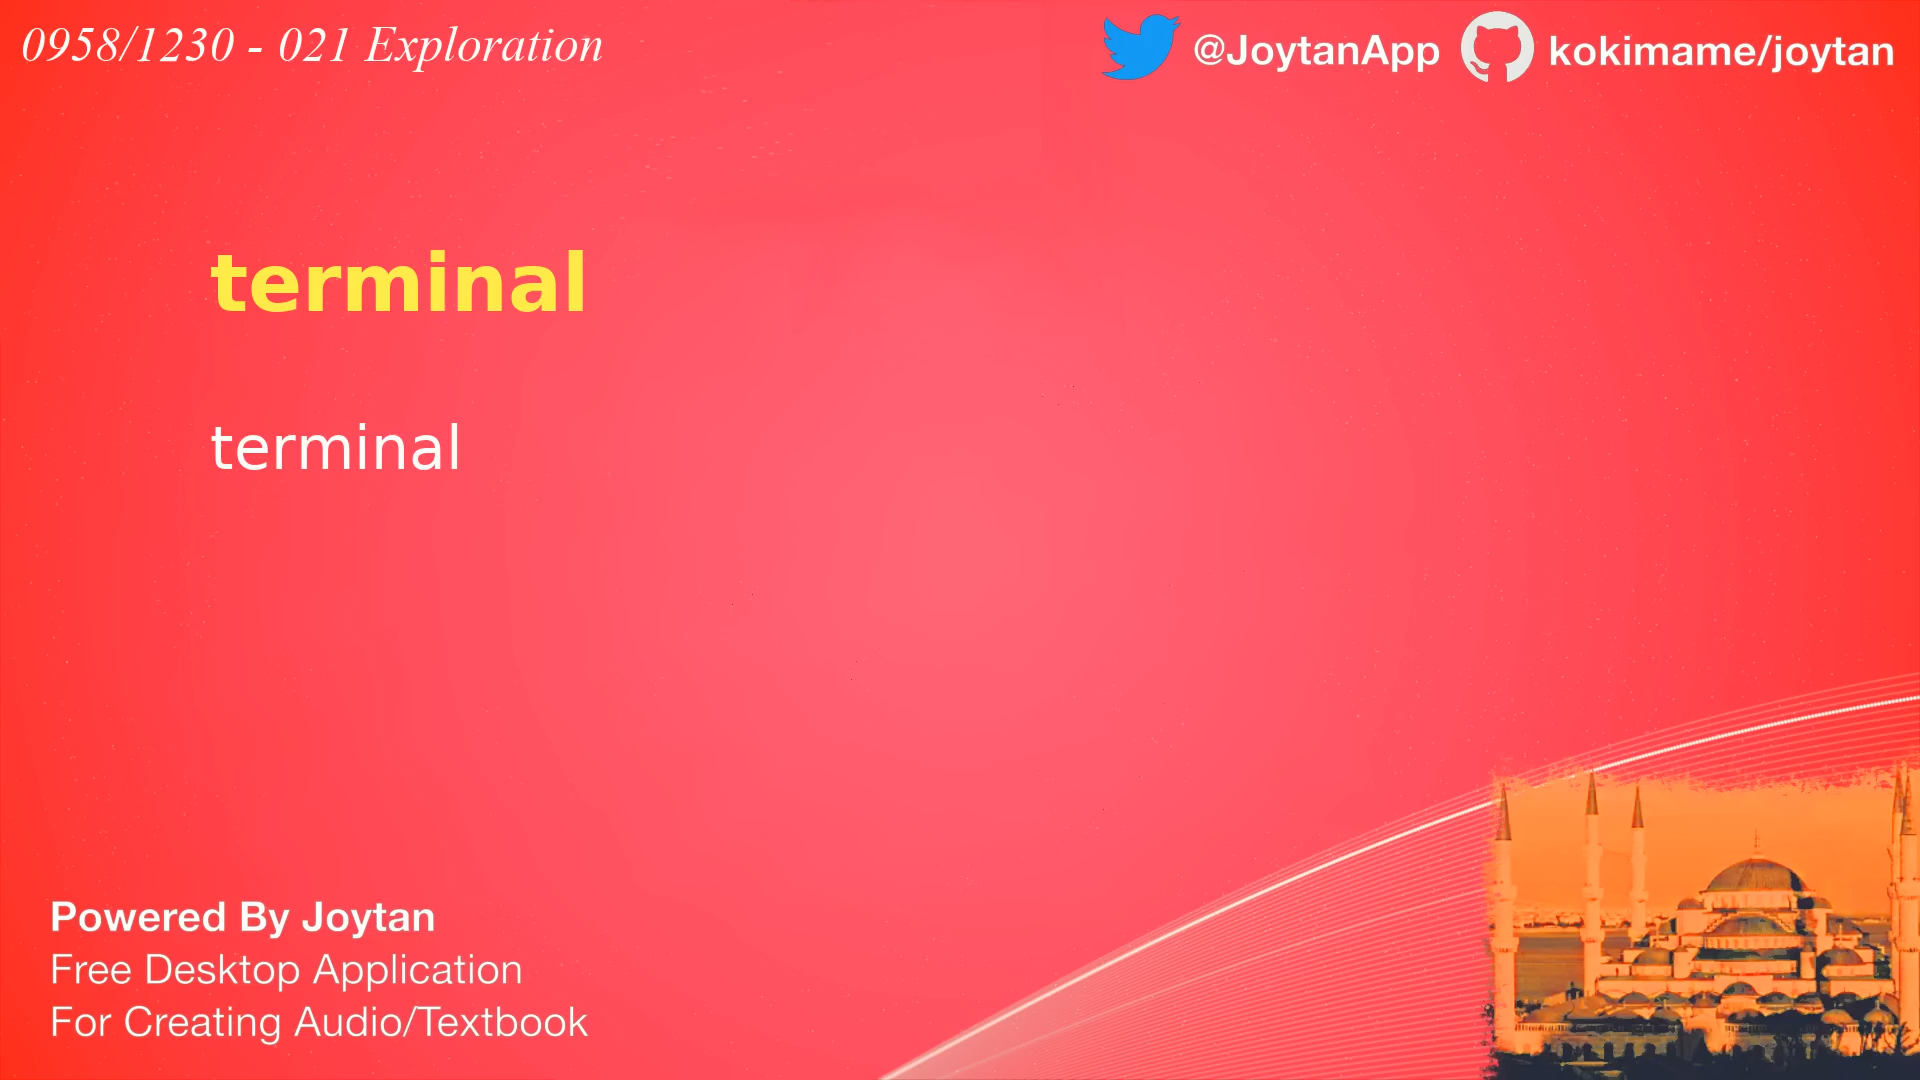 0958/1230 - 021 Exploration
@JoytanApp
kokimame/joytan
terminal
terminal
Powered By Joytan
Free Desktop Application
For Creating Audio/Textbook